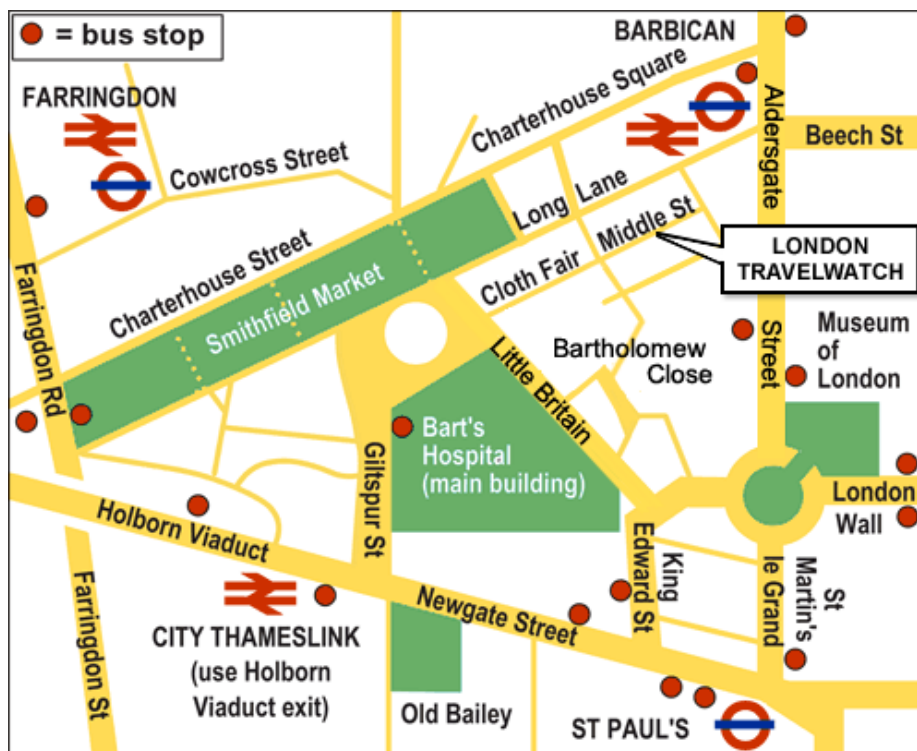 = bus stop
BARBICAN
FARRINGDON
Charterhouse Square
Aldersgate
Beech St
Cowcross Street
Long Lane
Middle St
LONDON
TRAVELWATCH
Charterhouse Street
Cloth Fair
Smithfield Market
Farringdon Rd
Street
Museum
of
London
Bartholomew
Close
Little Britain
Bart's
Hospital
(main building)
Giltspur St
London
Wall
Holborn Viaduct
King
Edward St
St
Martin's
le Grand
Farringdon St
Newgate Street
CITY THAMESLINK
(use Holborn
Viaduct exit)
Old Bailey
ST PAUL'S